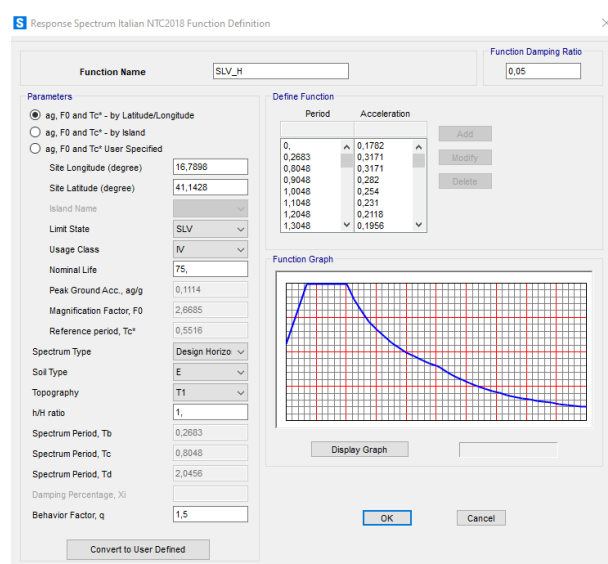 S Response Spectrum Italian NTC2018 Function Definition
Function Damping Ratio
Function Name SLV_H 0,05
Parameters
ag, F0 and Tc* - by Latitude/Longitude
ag, F0 and Tc* - by Island
ag, F0 and Tc* User Specified
Site Longitude (degree) 16,7898
Site Latitude (degree) 41,1428
Island Name
Limit State SLV
Usage Class IV
Nominal Life 75,
Peak Ground Acc., ag/g 0,1114
Magnification Factor, F0 2,6685
Reference period, Tc* 0,5516
Spectrum Type Design Horizo
Soil Type E
Topography T1
h/H ratio 1,
Spectrum Period, Tb 0,2683
Spectrum Period, Tc 0,8048
Spectrum Period, Td 2,0456
Damping Percentage, Xi
Behavior Factor, q 1,5
Convert to User Defined
Define Function
Period Acceleration
0, 0,1782
0,2683 0,3171
0,8048 0,3171
0,9048 0,282
1,0048 0,254
1,1048 0,231
1,2048 0,2118
1,3048 0,1956
Add
Modify
Delete
Function Graph
Display Graph
OK Cancel